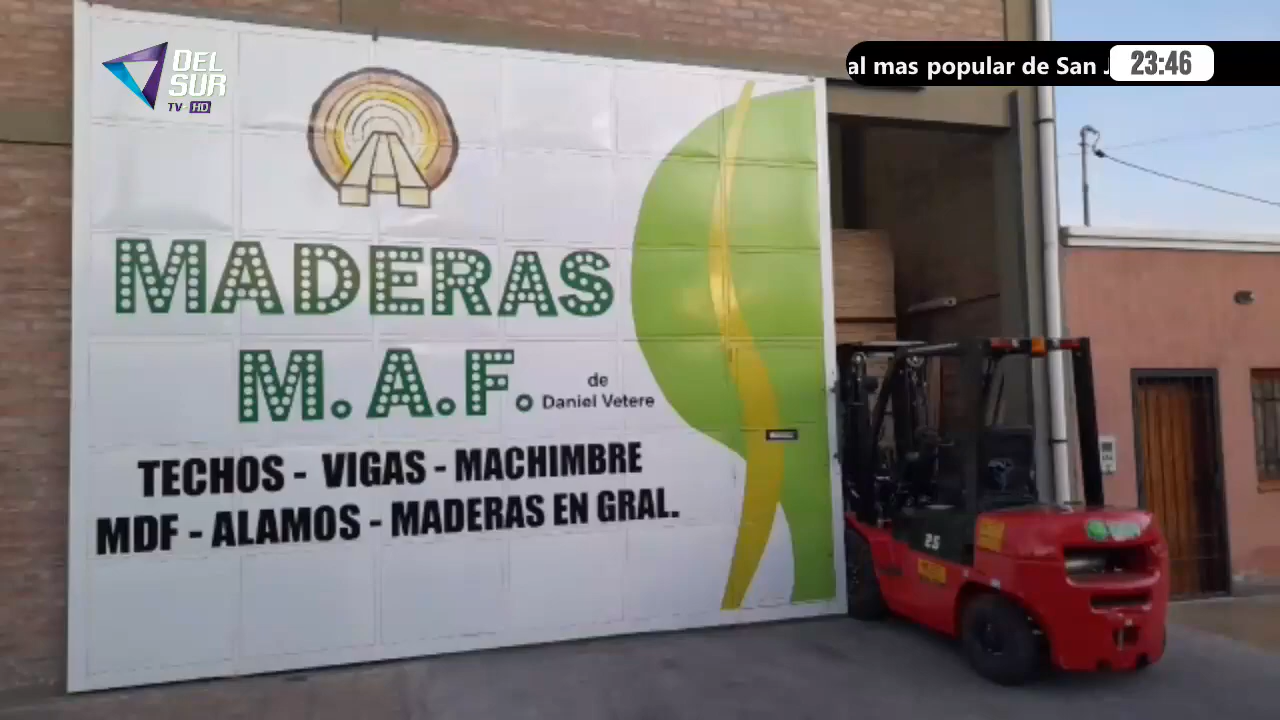 DEL
SUR
TV-HD
al mas popular de San J
23:46
MADERAS
M.A.F.
de
Daniel Vetere
TECHOS - VIGAS - MACHIMBRE
MDF - ALAMOS - MADERAS EN GRAL.
25